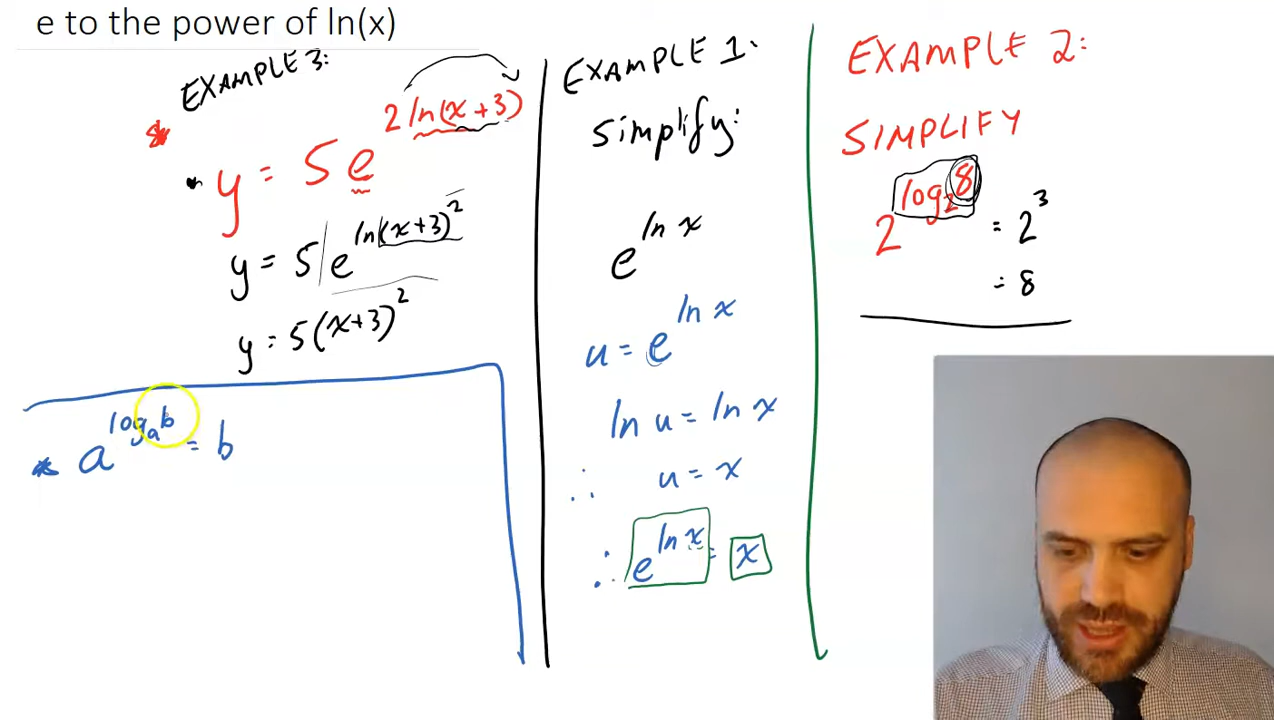 e to the power of ln(x)
EXAMPLE 3:
y = 5e^{2ln(x+3)}
y = 5e^{ln(x+3)^2}
y = 5(x+3)^2
* a^{log_a b} = b
EXAMPLE 1:
simplify:
e^{ln x}
u = e^{ln x}
ln u = ln x
∴ u = x
∴ e^{ln x} = x
EXAMPLE 2:
SIMPLIFY
2^{log_2 8} = 2^3
= 8